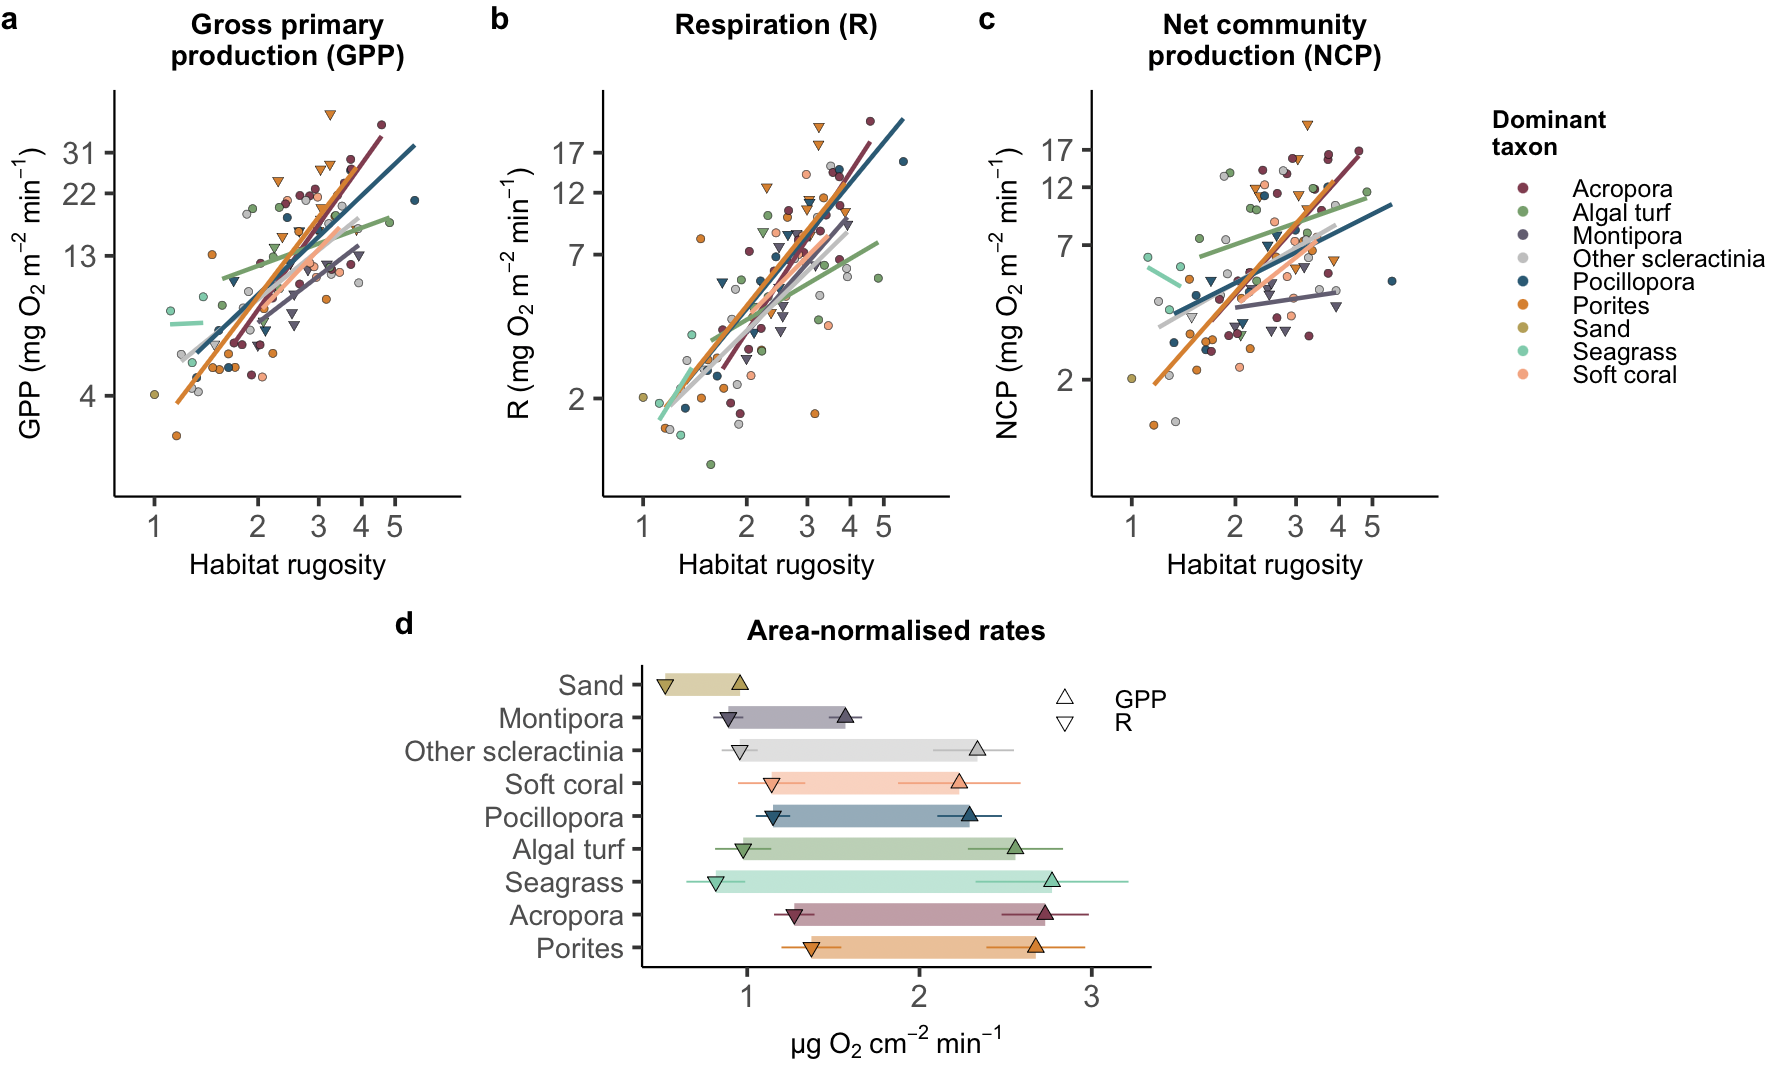 a
Gross primary
production (GPP)
GPP (mg O₂ m⁻² min⁻¹)
31
22
13
4
1 2 3 4 5
Habitat rugosity
b
Respiration (R)
R (mg O₂ m⁻² min⁻¹)
17
12
7
2
1 2 3 4 5
Habitat rugosity
c
Net community
production (NCP)
NCP (mg O₂ m⁻² min⁻¹)
17
12
7
2
1 2 3 4 5
Habitat rugosity
Dominant
taxon
Acropora
Algal turf
Montipora
Other scleractinia
Pocillopora
Porites
Sand
Seagrass
Soft coral
d
Area-normalised rates
Sand
Montipora
Other scleractinia
Soft coral
Pocillopora
Algal turf
Seagrass
Acropora
Porites
GPP
R
1 2 3
µg O₂ cm⁻² min⁻¹